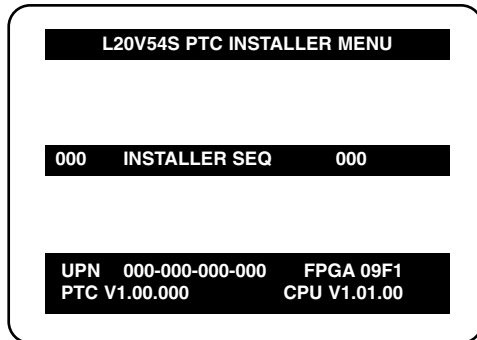 L20V54S PTC INSTALLER MENU
000 INSTALLER SEQ 000
UPN 000-000-000-000 FPGA 09F1
PTC V1.00.000 CPU V1.01.00